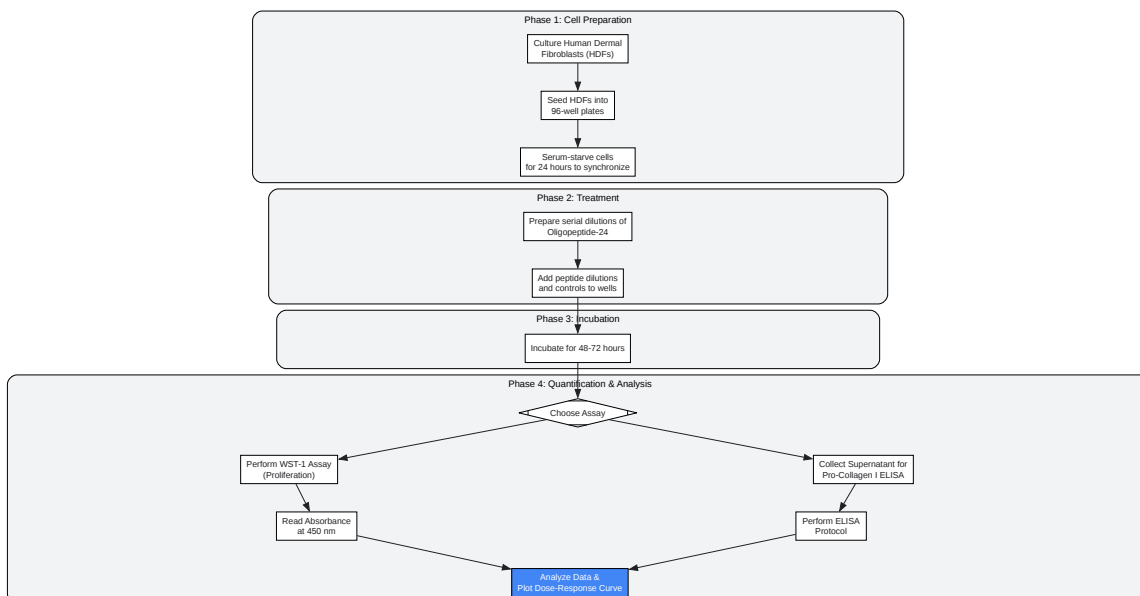 Phase 1: Cell Preparation
Culture Human Dermal
Fibroblasts (HDFs)
Seed HDFs into
96-well plates
Serum-starve cells
for 24 hours to synchronize
Phase 2: Treatment
Prepare serial dilutions of
Oligopeptide-24
Add peptide dilutions
and controls to wells
Phase 3: Incubation
Incubate for 48-72 hours
Phase 4: Quantification & Analysis
Choose Assay
Perform WST-1 Assay
(Proliferation)
Collect Supernatant for
Pro-Collagen I ELISA
Read Absorbance
at 450 nm
Perform ELISA
Protocol
Analyze Data &
Plot Dose-Response Curve